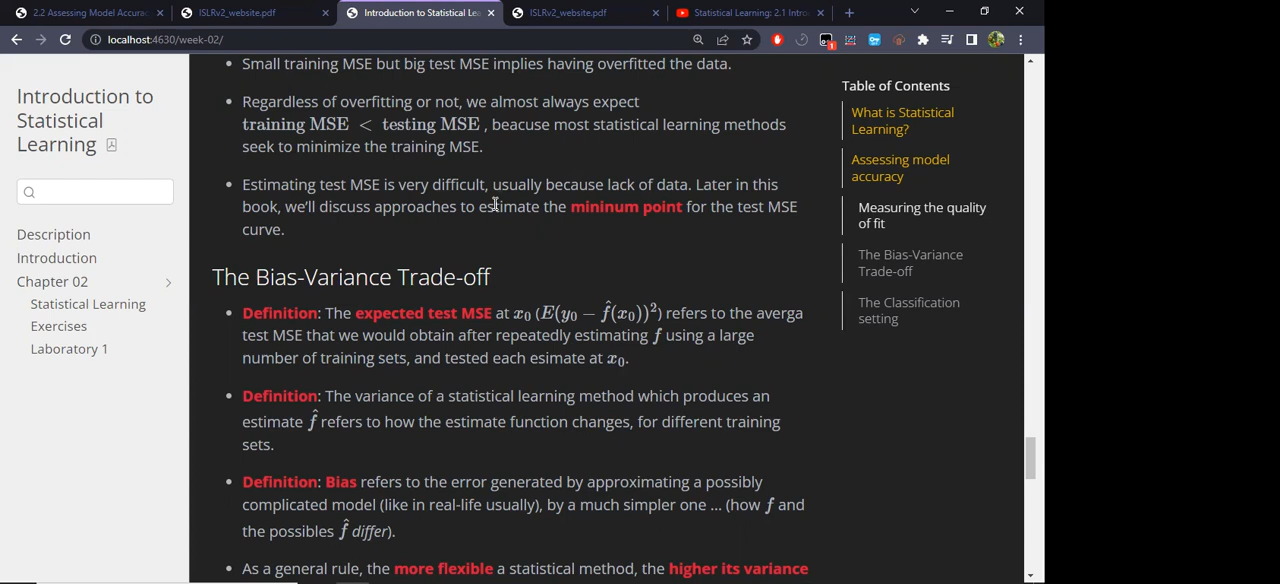 2.2 Assessing Model Accurac
ISLRv2_website.pdf
Introduction to Statistical Le
ISLRv2_website.pdf
Statistical Learning: 2.1 Intro
localhost:4630/week-02/
1
Introduction to
Statistical
Learning
Description
Introduction
Chapter 02
Statistical Learning
Exercises
Laboratory 1
• Small training MSE but big test MSE implies having overfitted the data.
• Regardless of overfitting or not, we almost always expect
training MSE < testing MSE , beacuse most statistical learning methods
seek to minimize the training MSE.
• Estimating test MSE is very difficult, usually because lack of data. Later in this
book, we'll discuss approaches to estimate the mininum point for the test MSE
curve.
The Bias-Variance Trade-off
• Definition: The expected test MSE at x₀ (E(y₀ − f̂(x₀))²) refers to the averga
test MSE that we would obtain after repeatedly estimating f using a large
number of training sets, and tested each esimate at x₀.
• Definition: The variance of a statistical learning method which produces an
estimate f̂ refers to how the estimate function changes, for different training
sets.
• Definition: Bias refers to the error generated by approximating a possibly
complicated model (like in real-life usually), by a much simpler one … (how f and
the possibles f̂ differ).
• As a general rule, the more flexible a statistical method, the higher its variance
Table of Contents
What is Statistical
Learning?
Assessing model
accuracy
Measuring the quality
of fit
The Bias-Variance
Trade-off
The Classification
setting